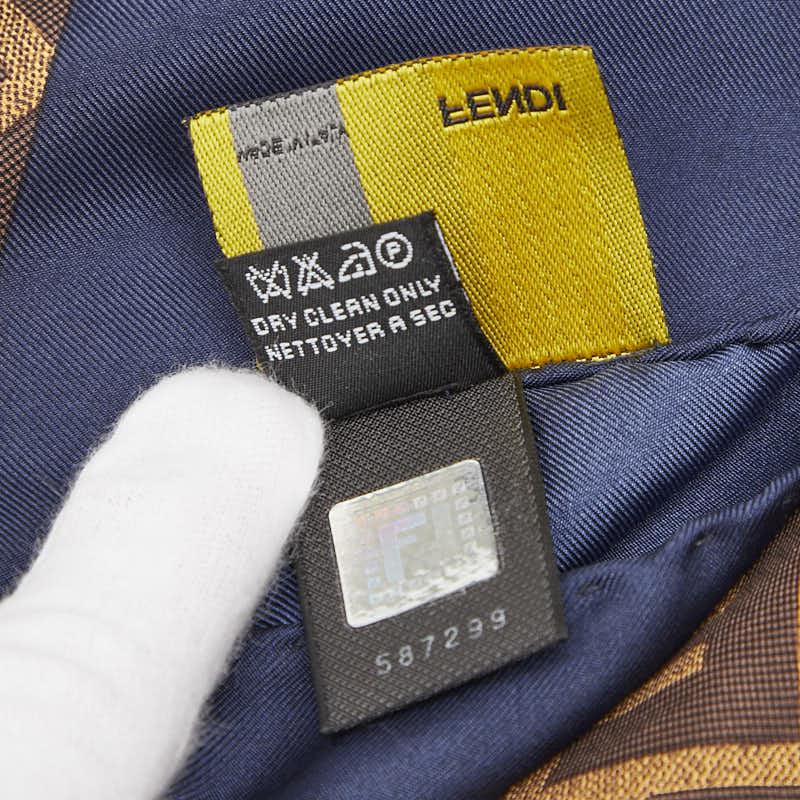 FENDI
MADE IN ITALY
DRY CLEAN ONLY
NETTOYER A SEC
P
F
587299